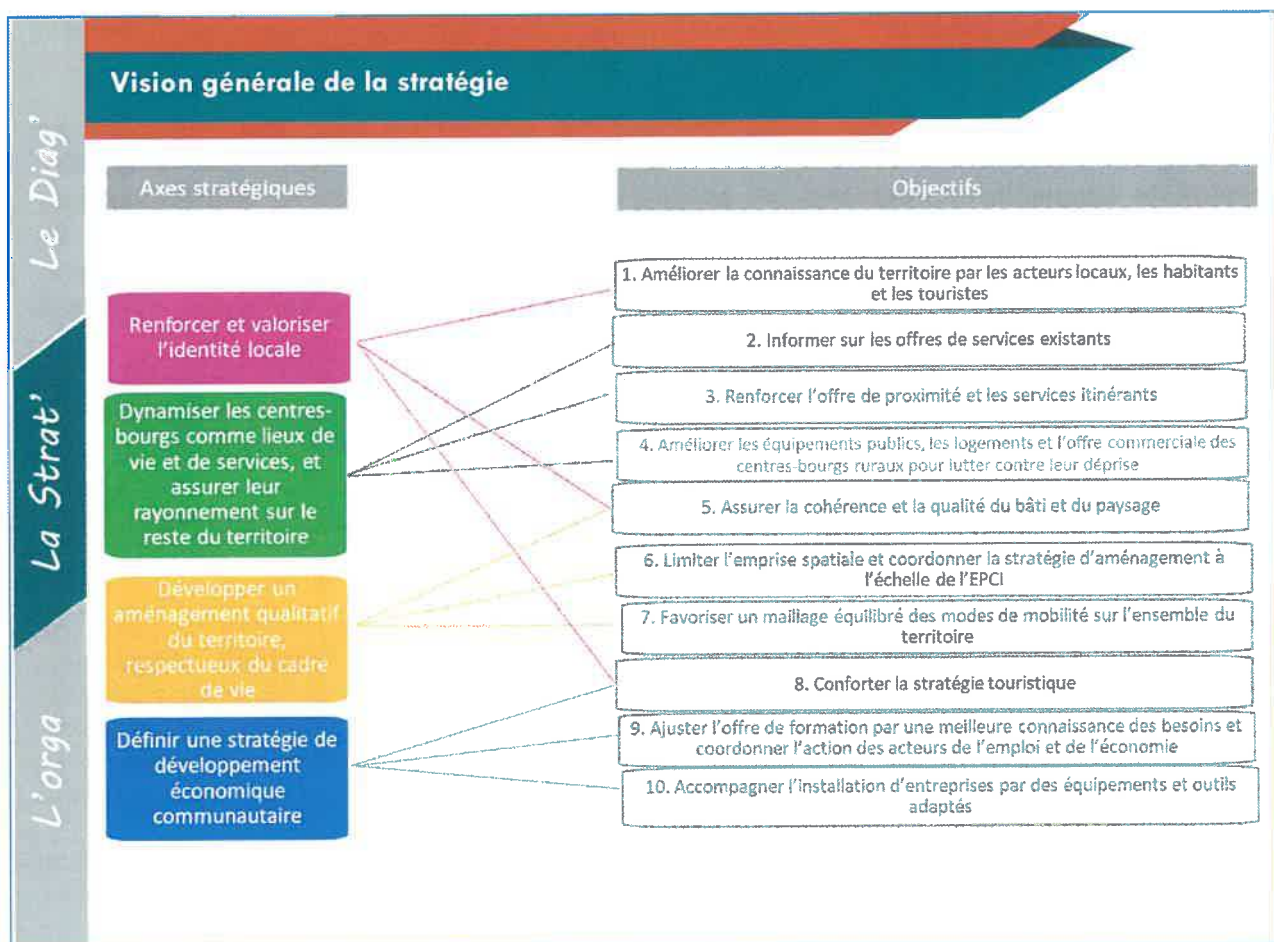 Vision générale de la stratégie
Le Diag'
La Strat'
L'orga
Axes stratégiques
Renforcer et valoriser
l'identité locale
Dynamiser les centres-
bourgs comme lieux de
vie et de services, et
assurer leur
rayonnement sur le
reste du territoire
Développer un
aménagement qualitatif
du territoire,
respectueux du cadre
de vie
Définir une stratégie de
développement
économique
communautaire
Objectifs
1. Améliorer la connaissance du territoire par les acteurs locaux, les habitants
et les touristes
2. Informer sur les offres de services existants
3. Renforcer l'offre de proximité et les services itinérants
4. Améliorer les équipements publics, les logements et l'offre commerciale des
centres-bourgs ruraux pour lutter contre leur déprise
5. Assurer la cohérence et la qualité du bâti et du paysage
6. Limiter l'emprise spatiale et coordonner la stratégie d'aménagement à
l'échelle de l'EPCI
7. Favoriser un maillage équilibré des modes de mobilité sur l'ensemble du
territoire
8. Conforter la stratégie touristique
9. Ajuster l'offre de formation par une meilleure connaissance des besoins et
coordonner l'action des acteurs de l'emploi et de l'économie
10. Accompagner l'installation d'entreprises par des équipements et outils
adaptés